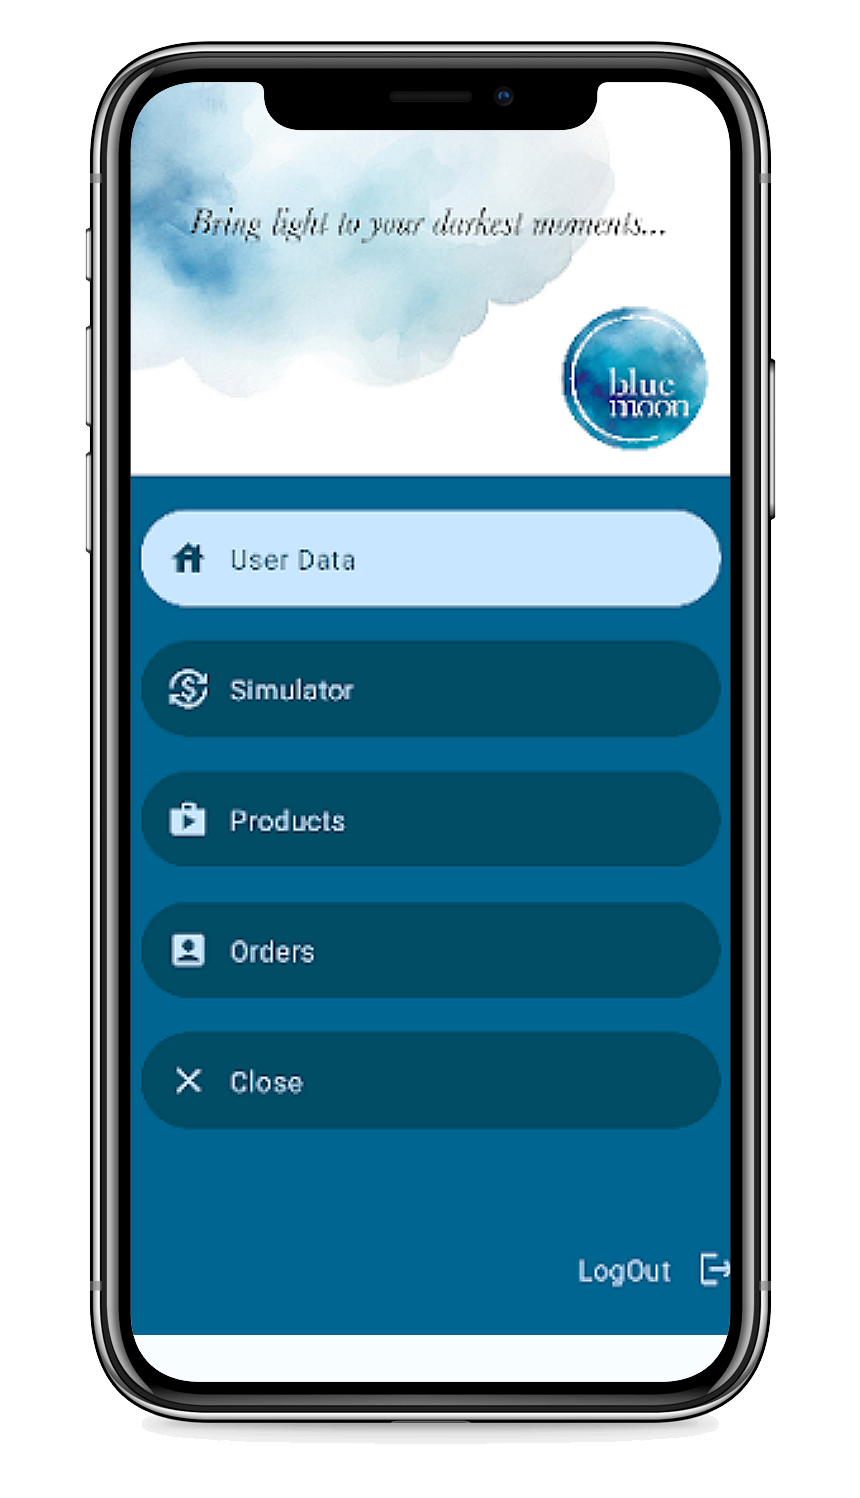 Bring light to your darkest moments...
blue
moon
User Data
Simulator
Products
Orders
Close
LogOut